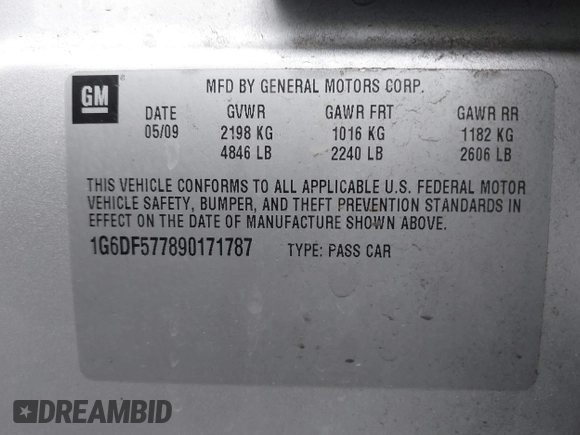 GM
MFD BY GENERAL MOTORS CORP.
DATE GVWR GAWR FRT GAWR RR
05/09 2198 KG 1016 KG 1182 KG
4846 LB 2240 LB 2606 LB
THIS VEHICLE CONFORMS TO ALL APPLICABLE U.S. FEDERAL MOTOR
VEHICLE SAFETY, BUMPER, AND THEFT PREVENTION STANDARDS IN
EFFECT ON THE DATE OF MANUFACTURE SHOWN ABOVE.
1G6DF577890171787 TYPE: PASS CAR
DREAMBID